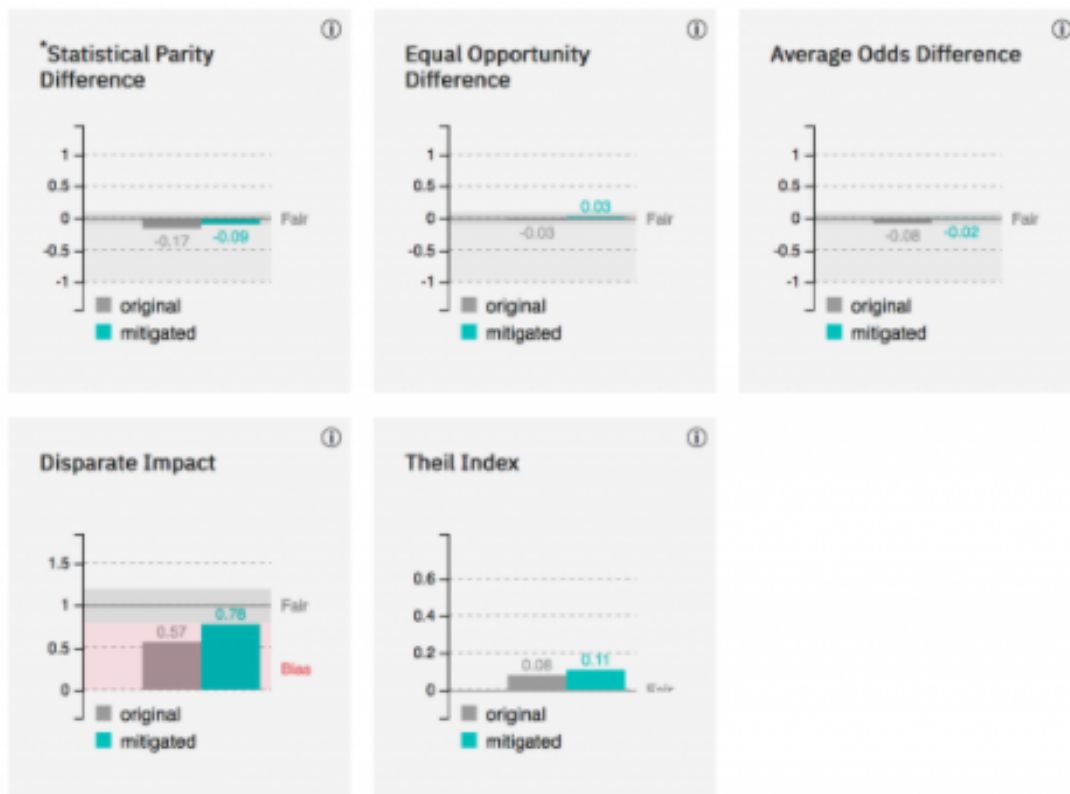 *Statistical Parity
Difference
1
0.5
0
-0.5
-1
Fair
-0.17
-0.09
original
mitigated
Equal Opportunity
Difference
1
0.5
0
-0.5
-1
Fair
-0.03
0.03
original
mitigated
Average Odds Difference
1
0.5
0
-0.5
-1
Fair
-0.08
-0.02
original
mitigated
Disparate Impact
1.5
1
0.5
0
Fair
Bias
0.57
0.78
original
mitigated
Theil Index
0.6
0.4
0.2
0
Fair
0.08
0.11
original
mitigated